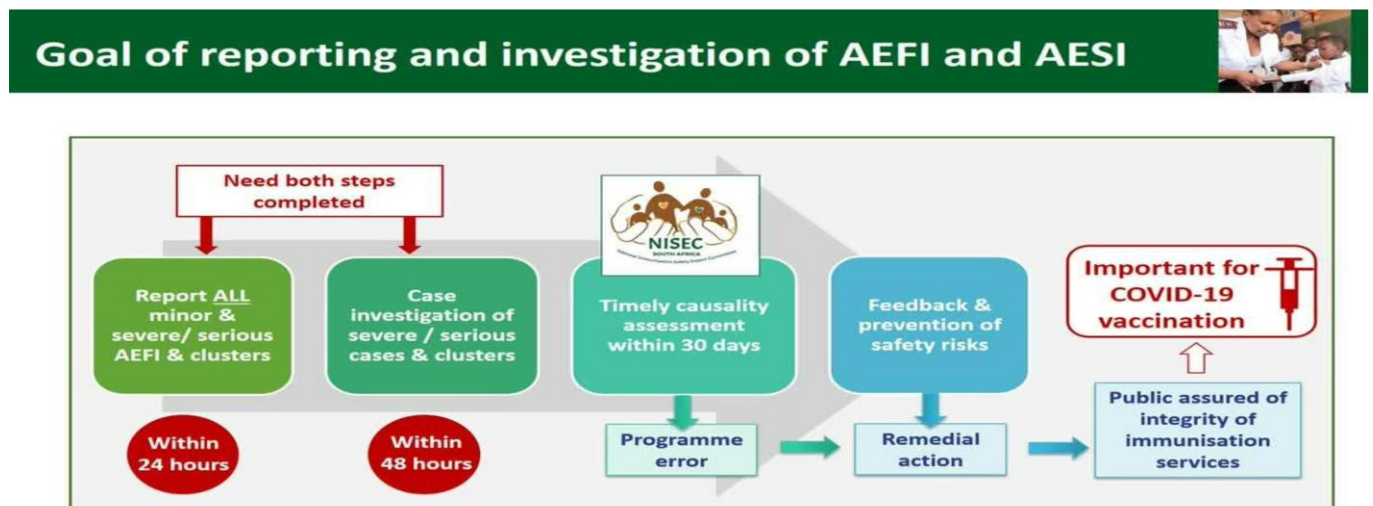 Goal of reporting and investigation of AEFI and AESI
Need both steps
completed
NISEC
SOUTH AFRICA
Report ALL
minor &
severe/ serious
AEFI & clusters
Case
investigation of
severe / serious
cases & clusters
Timely causality
assessment
within 30 days
Feedback &
prevention of
safety risks
Important for
COVID-19
vaccination
Within
24 hours
Within
48 hours
Programme
error
Remedial
action
Public assured of
integrity of
immunisation
services